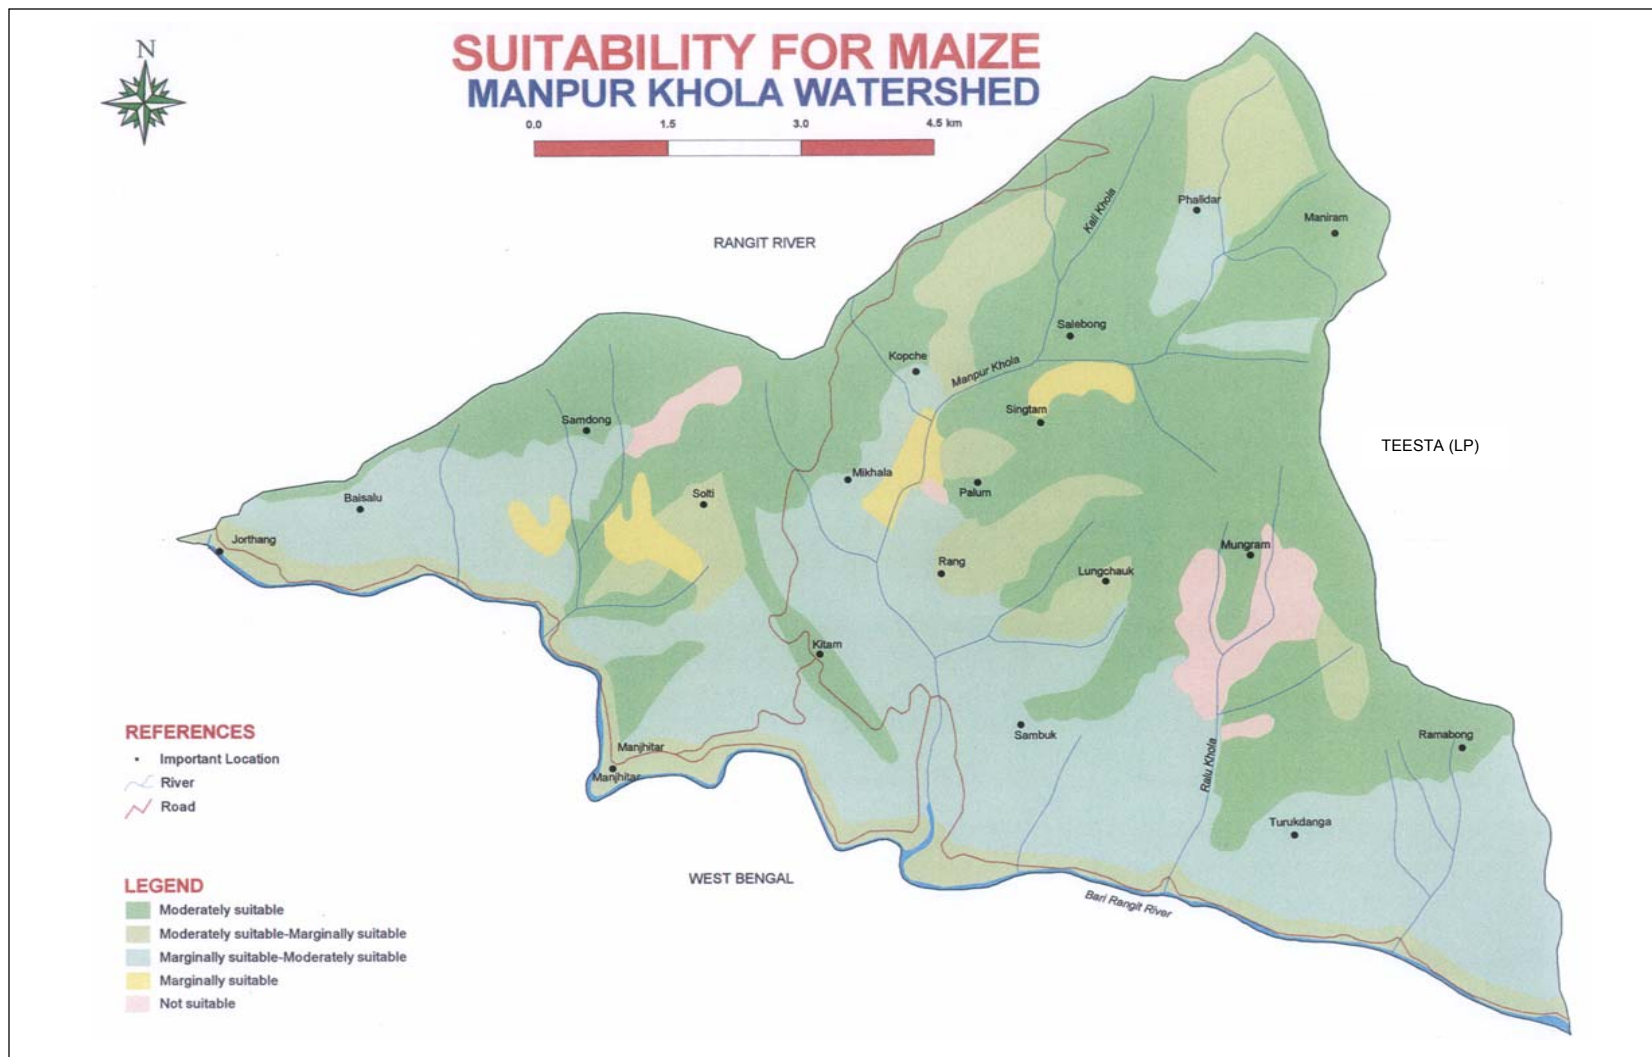 N
SUITABILITY FOR MAIZE
MANPUR KHOLA WATERSHED
0.0 1.5 3.0 4.5 km
RANGIT RIVER
Kali Khola
Phalidar
Maniram
Salebong
Kopche
Manpur Khola
Singtam
Samdong
TEESTA (LP)
Mikhala
Palum
Baisalu
Solti
Jorthang
Mungram
Rang
Lungchauk
Kitam
Sambuk
Ramabong
Manjhitar
Manjhitar
Ralu Khola
Turukdanga
WEST BENGAL
Bari Rangit River
REFERENCES
Important Location
River
Road
LEGEND
Moderately suitable
Moderately suitable-Marginally suitable
Marginally suitable-Moderately suitable
Marginally suitable
Not suitable